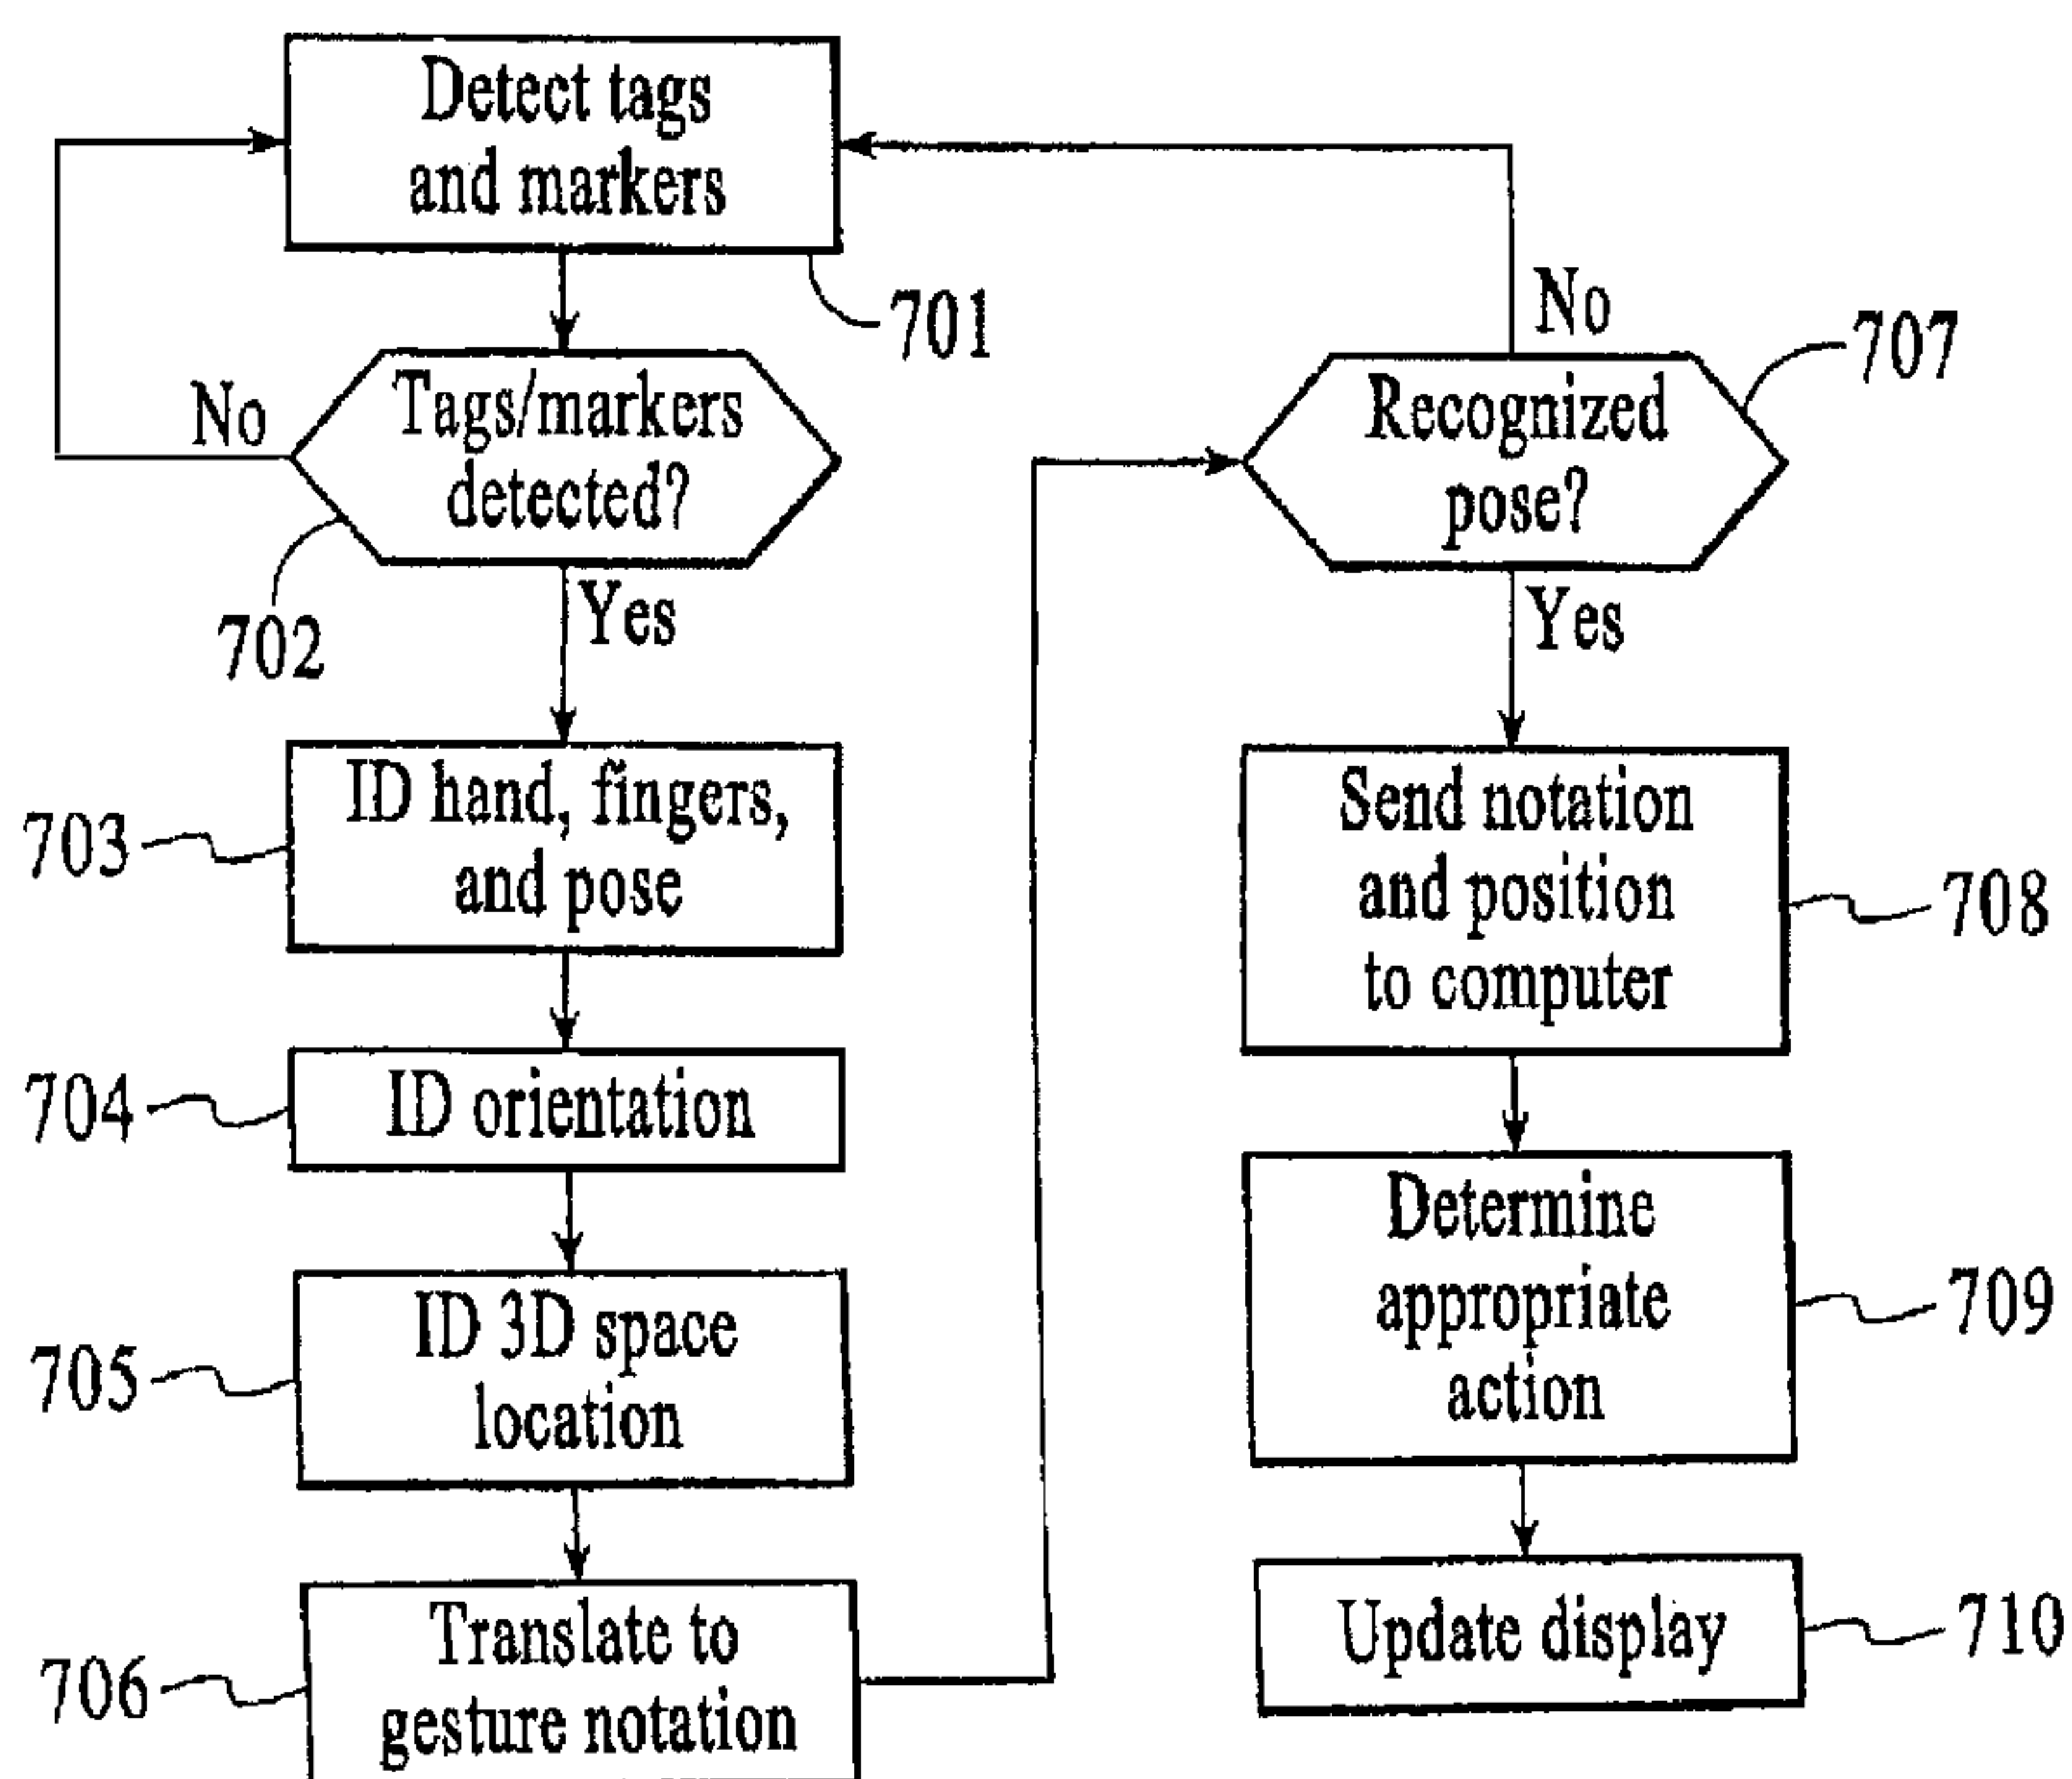 Detect tags
and markers
701
No
Tags/markers
detected?
702
Yes
703
ID hand, fingers,
and pose
704
ID orientation
705
ID 3D space
location
706
Translate to
gesture notation
No
707
Recognized
pose?
Yes
Send notation
and position
to computer
708
Determine
appropriate
action
709
Update display
710